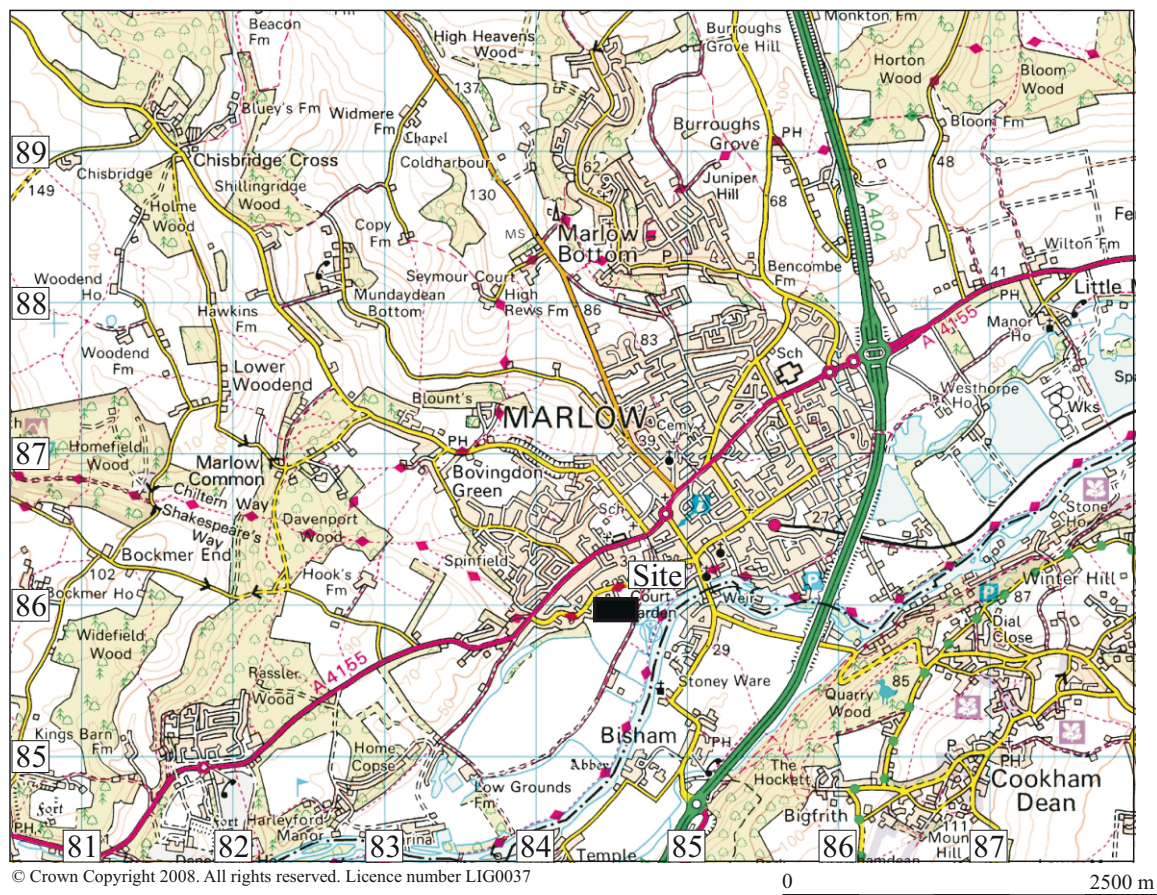 Beacon
Fm
High Heavens
Wood
Burroughs
Grove Hill
Monkton Fm
Horton
Wood
Bloom
Wood
137
Bluey's Fm
Widmere
Fm
Chapel
100
Burroughs
Grove
PH
Bloom Fm
89
Chisbridge Cross
Coldharbour
Chisbridge
149
Shillingridge
Wood
130
62
Juniper
Hill
48
A 404
Holme
Wood
Copy
Fm
MS
Marlow
Bottom
P
68
Wilton Fm
Woodend
Ho
Seymour Court
Bencombe
Fm
41
88
Mundaydean
Bottom
High
Rews Fm
PH
Little
Hawkins
Fm
86
A 4155
Manor
Ho
Woodend
Fm
83
Sch
Lower
Woodend
Westhorpe
Ho
Blount's
MARLOW
Wks
87
Homefield
Wood
PH
39
Cemy
Marlow
Common
Bovingdon
Green
Chiltern Way
Shakespeare's
Way
Davenport
Wood
Sch
27
Stone
Ho
Bockmer End
Spinfield
102
Hook's
Fm
Site
P
Winter Hill
86
Bockmer Ho
Court
Garden
Weir
P
87
Dial
Close
Widefield
Wood
A 4155
29
Rassler
Wood
70
50
Stoney Ware
85
Quarry
Wood
Kings Barn
Fm
Bisham
85
Home
Copse
Abbey
PH
The
Hockett
P
PH
Cookham
Dean
Fort
Low Grounds
Fm
Bigfrith
PH
Fort
Harleyford
Manor
111
81
82
83
84
Temple
85
86
87
Hill
© Crown Copyright 2008. All rights reserved. Licence number LIG0037
0
2500 m